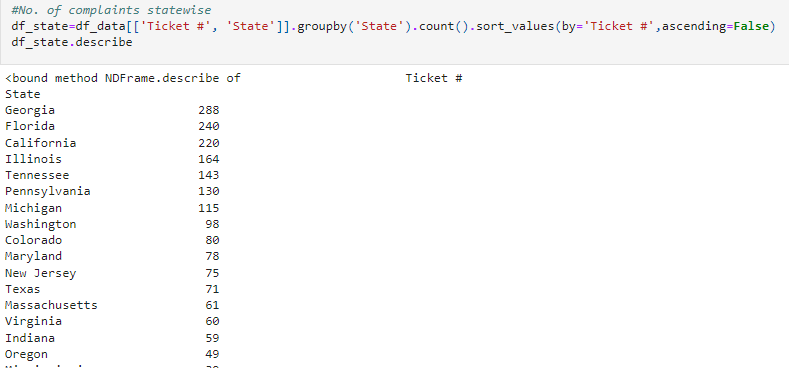 #No. of complaints statewise
df_state=df_data[['Ticket #', 'State']].groupby('State').count().sort_values(by='Ticket #',ascending=False)
df_state.describe
<bound method NDFrame.describe of                       Ticket #
State
Georgia                    288
Florida                    240
California                 220
Illinois                   164
Tennessee                  143
Pennsylvania               130
Michigan                   115
Washington                  98
Colorado                    80
Maryland                    78
New Jersey                  75
Texas                       71
Massachusetts               61
Virginia                    60
Indiana                     59
Oregon                      49